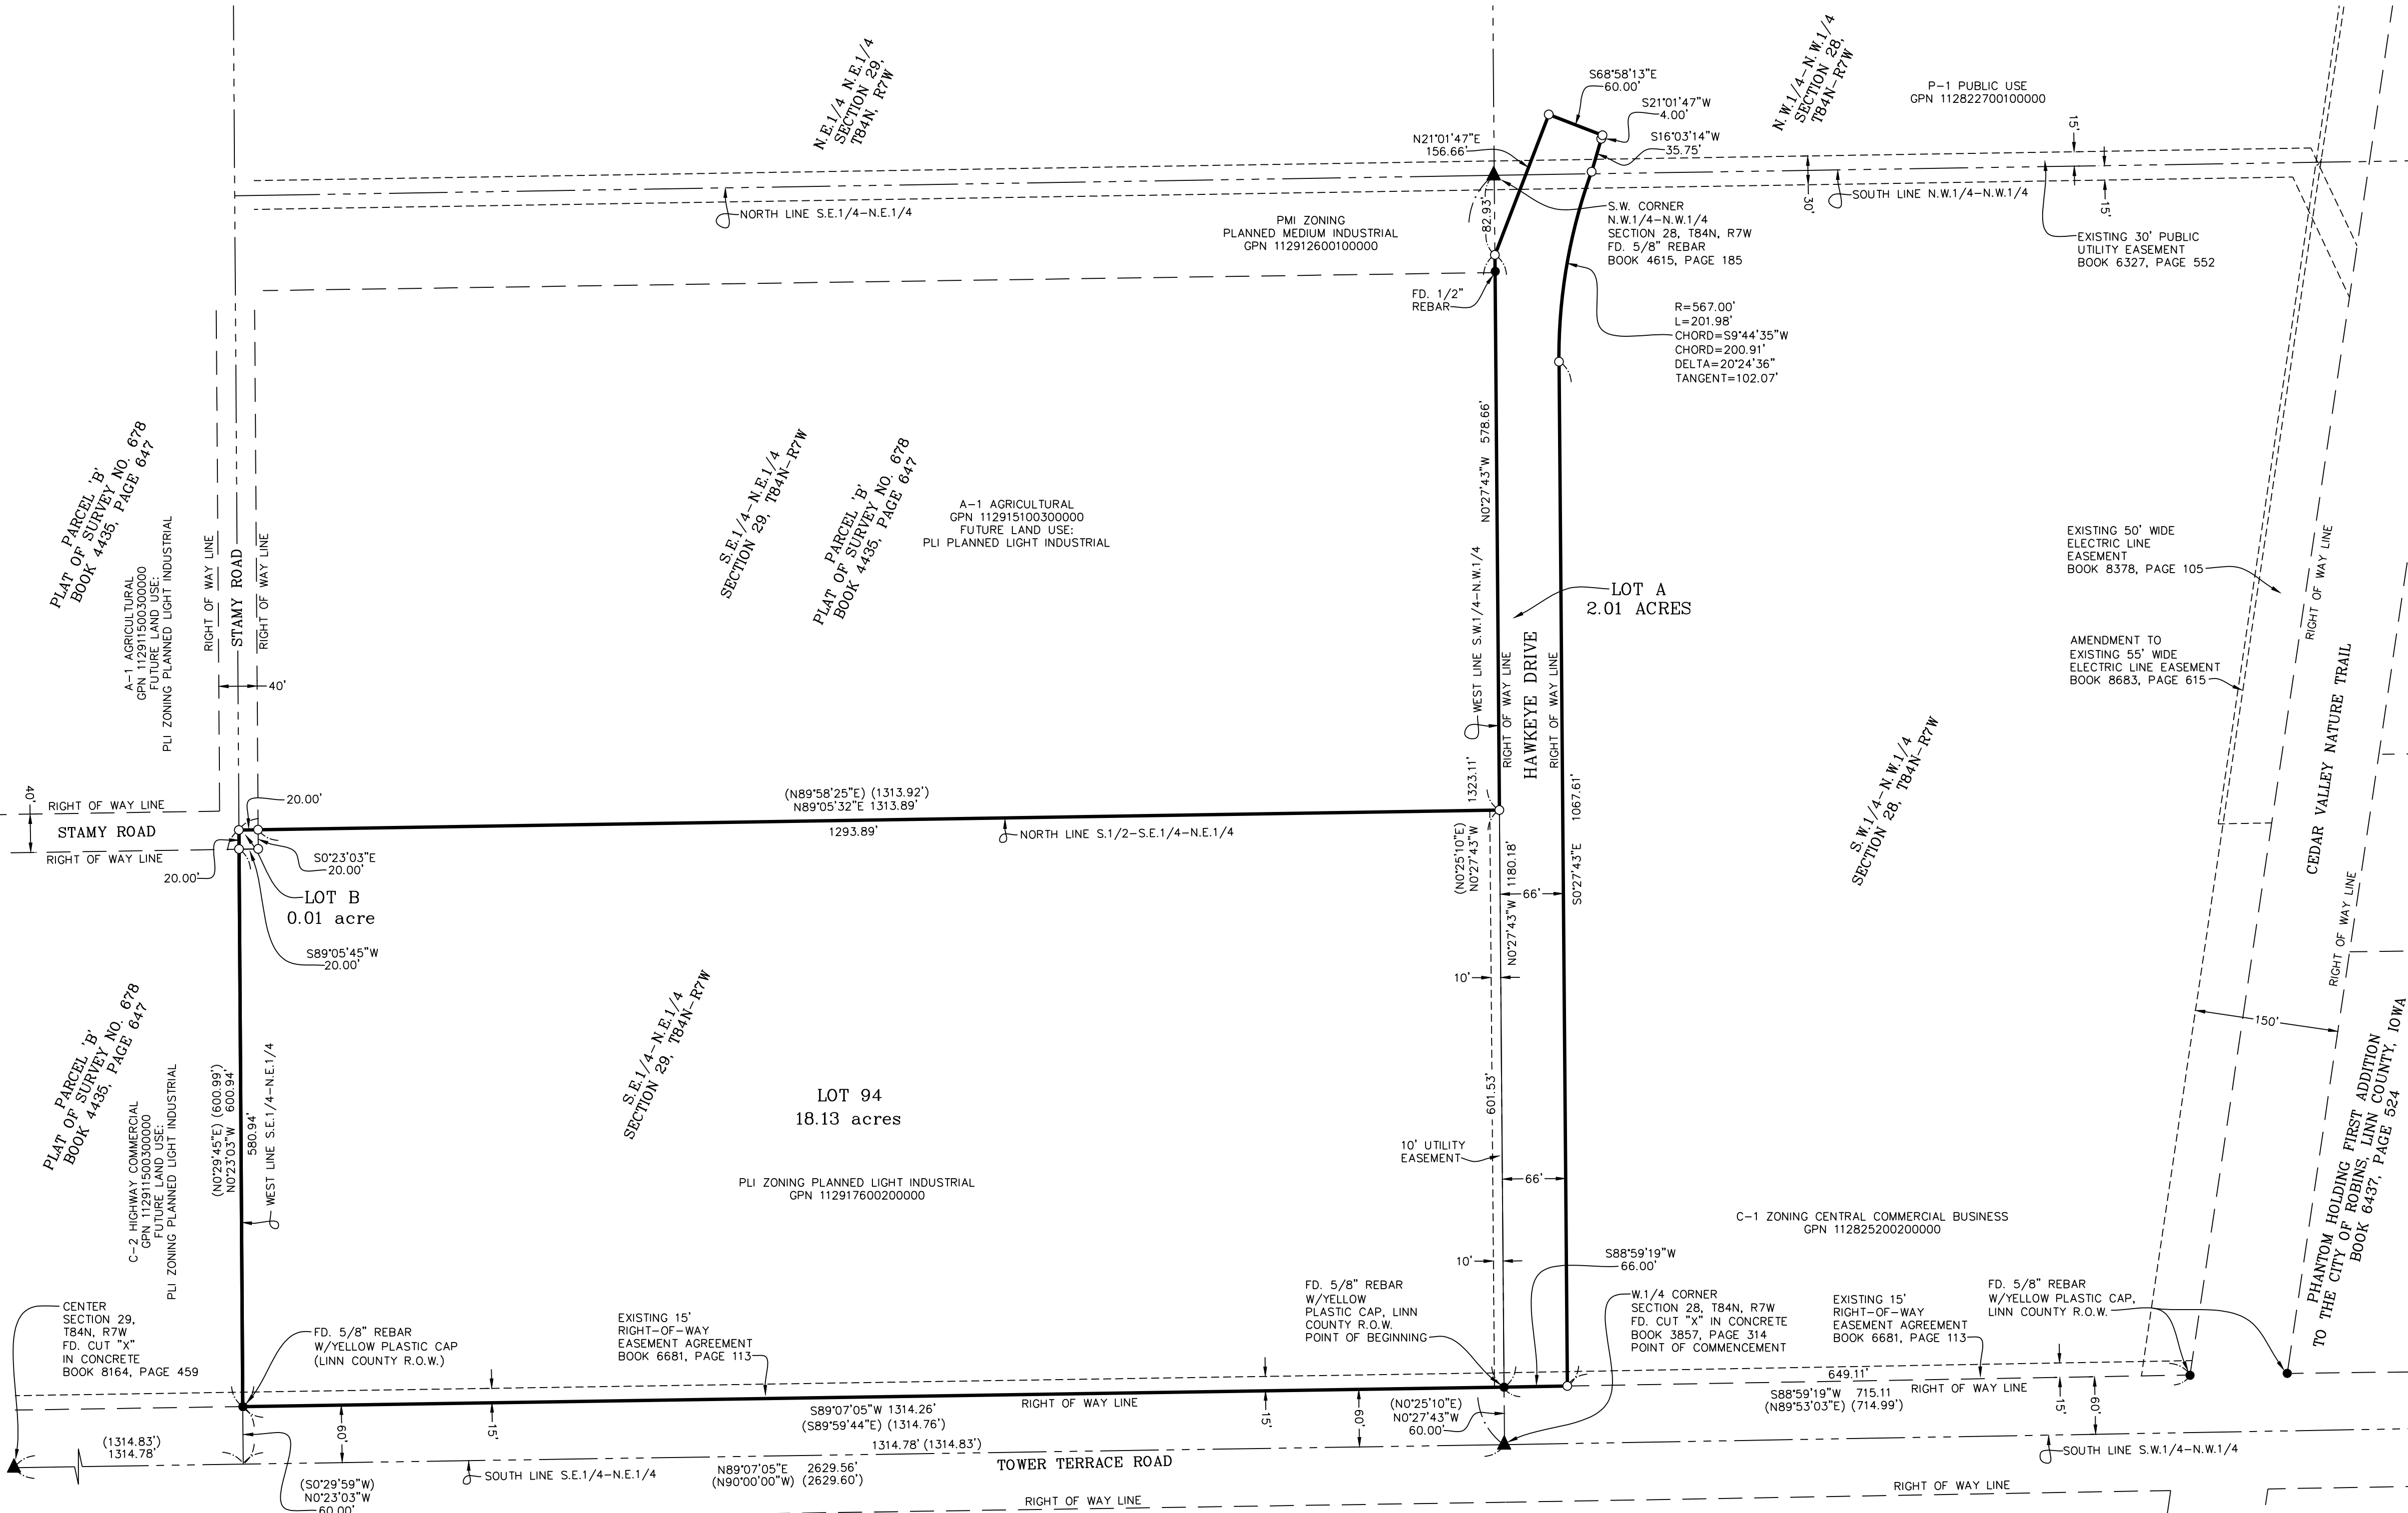 N.E.1/4 N.E.1/4
SECTION 29,
T84N, R7W
N.W.1/4-N.W.1/4
SECTION 28,
T84N-R7W
P-1 PUBLIC USE
GPN 112822700100000
S68°58'13"E
60.00'
S21°01'47"W
4.00'
S16°03'14"W
35.75'
N21°01'47"E
156.66'
15'
30'
15'
NORTH LINE S.E.1/4-N.E.1/4
SOUTH LINE N.W.1/4-N.W.1/4
PMI ZONING
PLANNED MEDIUM INDUSTRIAL
GPN 112912600100000
82.93'
S.W. CORNER
N.W.1/4-N.W.1/4
SECTION 28, T84N, R7W
FD. 5/8" REBAR
BOOK 4615, PAGE 185
EXISTING 30' PUBLIC
UTILITY EASEMENT
BOOK 6327, PAGE 552
FD. 1/2"
REBAR
R=567.00'
L=201.98'
CHORD=S9°44'35"W
CHORD=200.91'
DELTA=20°24'36"
TANGENT=102.07'
PARCEL 'B'
PLAT OF SURVEY NO. 678
BOOK 4435, PAGE 647
A-1 AGRICULTURAL
GPN 112911500300000
FUTURE LAND USE:
PLI ZONING PLANNED LIGHT INDUSTRIAL
RIGHT OF WAY LINE
STAMY ROAD
RIGHT OF WAY LINE
40'
S.E.1/4-N.E.1/4
SECTION 29, T84N-R7W
PARCEL 'B'
PLAT OF SURVEY NO. 678
BOOK 4435, PAGE 647
A-1 AGRICULTURAL
GPN 112915100300000
FUTURE LAND USE:
PLI PLANNED LIGHT INDUSTRIAL
N0°27'43"W 578.66'
WEST LINE S.W.1/4-N.W.1/4
RIGHT OF WAY LINE
HAWKEYE DRIVE
RIGHT OF WAY LINE
LOT A
2.01 ACRES
EXISTING 50' WIDE
ELECTRIC LINE
EASEMENT
BOOK 8378, PAGE 105
AMENDMENT TO
EXISTING 55' WIDE
ELECTRIC LINE EASEMENT
BOOK 8683, PAGE 615
RIGHT OF WAY LINE
CEDAR VALLEY NATURE TRAIL
RIGHT OF WAY LINE
RIGHT OF WAY LINE
S.W.1/4-N.W.1/4
SECTION 28, T84N-R7W
40'
RIGHT OF WAY LINE
STAMY ROAD
RIGHT OF WAY LINE
20.00'
(N89°58'25"E) (1313.92')
N89°05'32"E 1313.89'
1293.89'
NORTH LINE S.1/2-S.E.1/4-N.E.1/4
S0°23'03"E
20.00'
20.00'
LOT B
0.01 acre
S89°05'45"W
20.00'
(N0°25'10"E)
N0°27'43"W 1323.11'
N0°27'43"W 1180.18'
66'
S0°27'43"E 1067.61'
10'
150'
PARCEL 'B'
PLAT OF SURVEY NO. 678
BOOK 4435, PAGE 647
C-2 HIGHWAY COMMERCIAL
GPN 112911500300000
FUTURE LAND USE:
PLI ZONING PLANNED LIGHT INDUSTRIAL
(N0°29'45"E) (600.99')
N0°23'03"W 600.94'
580.94'
WEST LINE S.E.1/4-N.E.1/4
S.E.1/4-N.E.1/4
SECTION 29, T84N-R7W
LOT 94
18.13 acres
PLI ZONING PLANNED LIGHT INDUSTRIAL
GPN 112917600200000
601.53'
10' UTILITY
EASEMENT
66'
C-1 ZONING CENTRAL COMMERCIAL BUSINESS
GPN 112825200200000
10'
S88°59'19"W
66.00'
PHANTOM HOLDING FIRST ADDITION
TO THE CITY OF ROBINS, LINN COUNTY, IOWA
BOOK 6437, PAGE 524
CENTER
SECTION 29,
T84N, R7W
FD. CUT "X"
IN CONCRETE
BOOK 8164, PAGE 459
FD. 5/8" REBAR
W/YELLOW PLASTIC CAP
(LINN COUNTY R.O.W.)
EXISTING 15'
RIGHT-OF-WAY
EASEMENT AGREEMENT
BOOK 6681, PAGE 113
FD. 5/8" REBAR
W/YELLOW
PLASTIC CAP, LINN
COUNTY R.O.W.
POINT OF BEGINNING
W.1/4 CORNER
SECTION 28, T84N, R7W
FD. CUT "X" IN CONCRETE
BOOK 3857, PAGE 314
POINT OF COMMENCEMENT
EXISTING 15'
RIGHT-OF-WAY
EASEMENT AGREEMENT
BOOK 6681, PAGE 113
FD. 5/8" REBAR
W/YELLOW PLASTIC CAP,
LINN COUNTY R.O.W.
649.11'
S88°59'19"W 715.11
(N89°53'03"E) (714.99')
RIGHT OF WAY LINE
15'
60'
60'
15'
S89°07'05"W 1314.26'
(S89°59'44"E) (1314.76')
RIGHT OF WAY LINE
15'
60'
(N0°25'10"E)
N0°27'43"W
60.00'
(1314.83')
1314.78'
1314.78' (1314.83')
SOUTH LINE S.E.1/4-N.E.1/4
N89°07'05"E 2629.56'
(N90°00'00"W) (2629.60')
TOWER TERRACE ROAD
SOUTH LINE S.W.1/4-N.W.1/4
(S0°29'59"W)
N0°23'03"W
60.00'
RIGHT OF WAY LINE
RIGHT OF WAY LINE